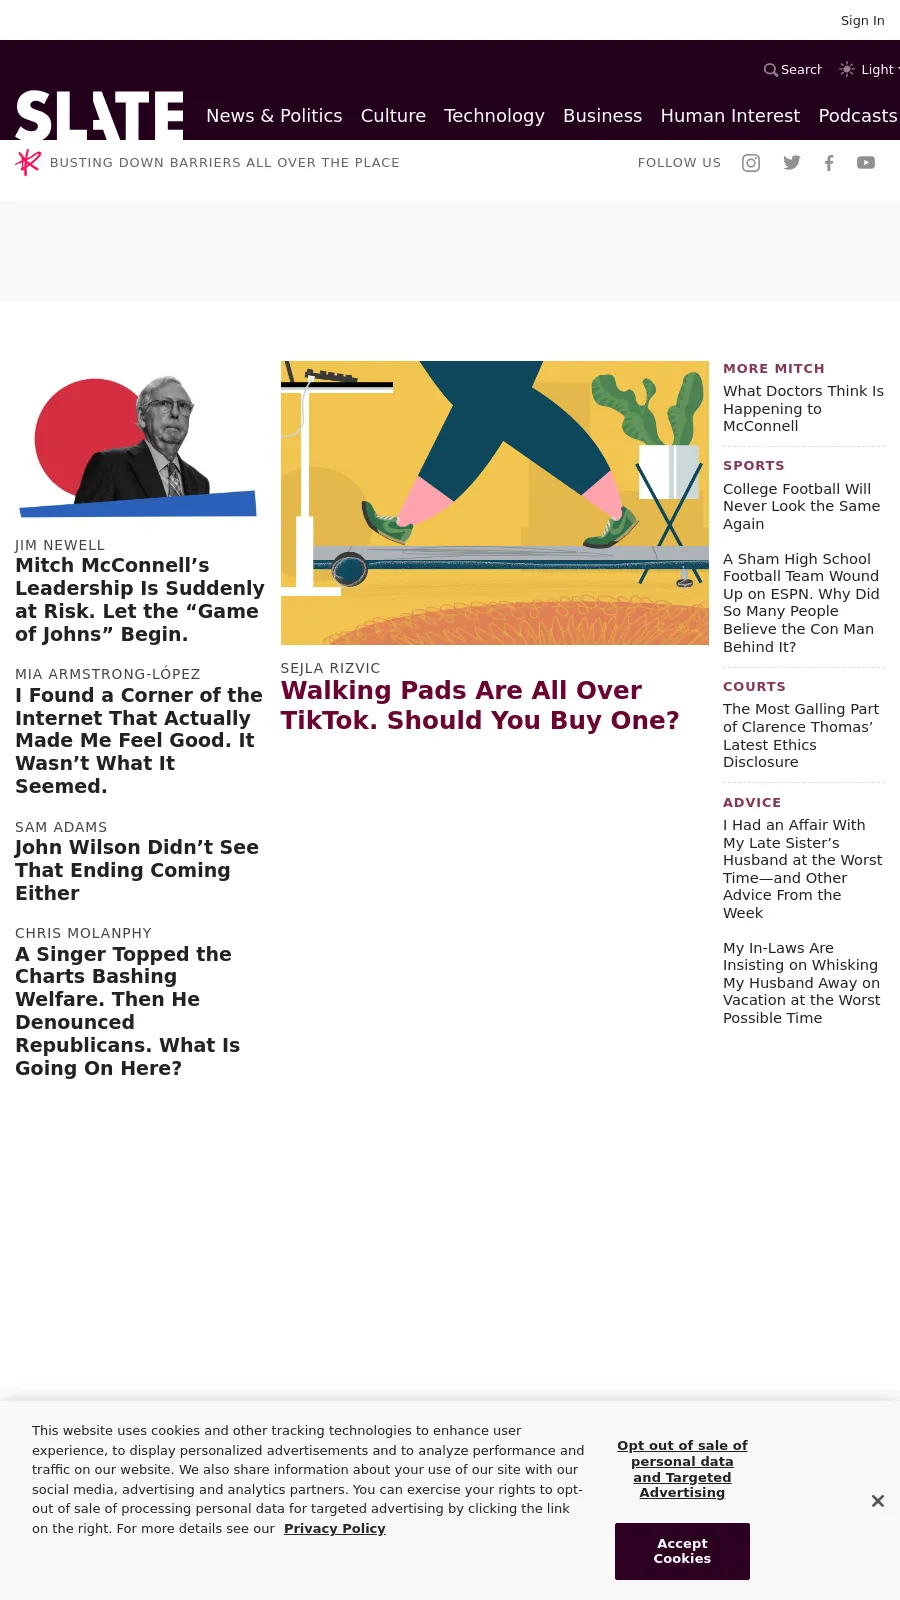 Sign In
Search
Light
SLATE
News & Politics
Culture
Technology
Business
Human Interest
Podcasts
BUSTING DOWN BARRIERS ALL OVER THE PLACE
FOLLOW US
JIM NEWELL
Mitch McConnell’s
Leadership Is Suddenly
at Risk. Let the “Game
of Johns” Begin.
MIA ARMSTRONG-LÓPEZ
I Found a Corner of the
Internet That Actually
Made Me Feel Good. It
Wasn’t What It
Seemed.
SAM ADAMS
John Wilson Didn’t See
That Ending Coming
Either
CHRIS MOLANPHY
A Singer Topped the
Charts Bashing
Welfare. Then He
Denounced
Republicans. What Is
Going On Here?
SEJLA RIZVIC
Walking Pads Are All Over
TikTok. Should You Buy One?
MORE MITCH
What Doctors Think Is
Happening to
McConnell
SPORTS
College Football Will
Never Look the Same
Again
A Sham High School
Football Team Wound
Up on ESPN. Why Did
So Many People
Believe the Con Man
Behind It?
COURTS
The Most Galling Part
of Clarence Thomas’
Latest Ethics
Disclosure
ADVICE
I Had an Affair With
My Late Sister’s
Husband at the Worst
Time—and Other
Advice From the
Week
My In-Laws Are
Insisting on Whisking
My Husband Away on
Vacation at the Worst
Possible Time
This website uses cookies and other tracking technologies to enhance user
experience, to display personalized advertisements and to analyze performance and
traffic on our website. We also share information about your use of our site with our
social media, advertising and analytics partners. You can exercise your rights to opt-
out of sale of processing personal data for targeted advertising by clicking the link
on the right. For more details see our Privacy Policy
Opt out of sale of
personal data
and Targeted
Advertising
Accept
Cookies